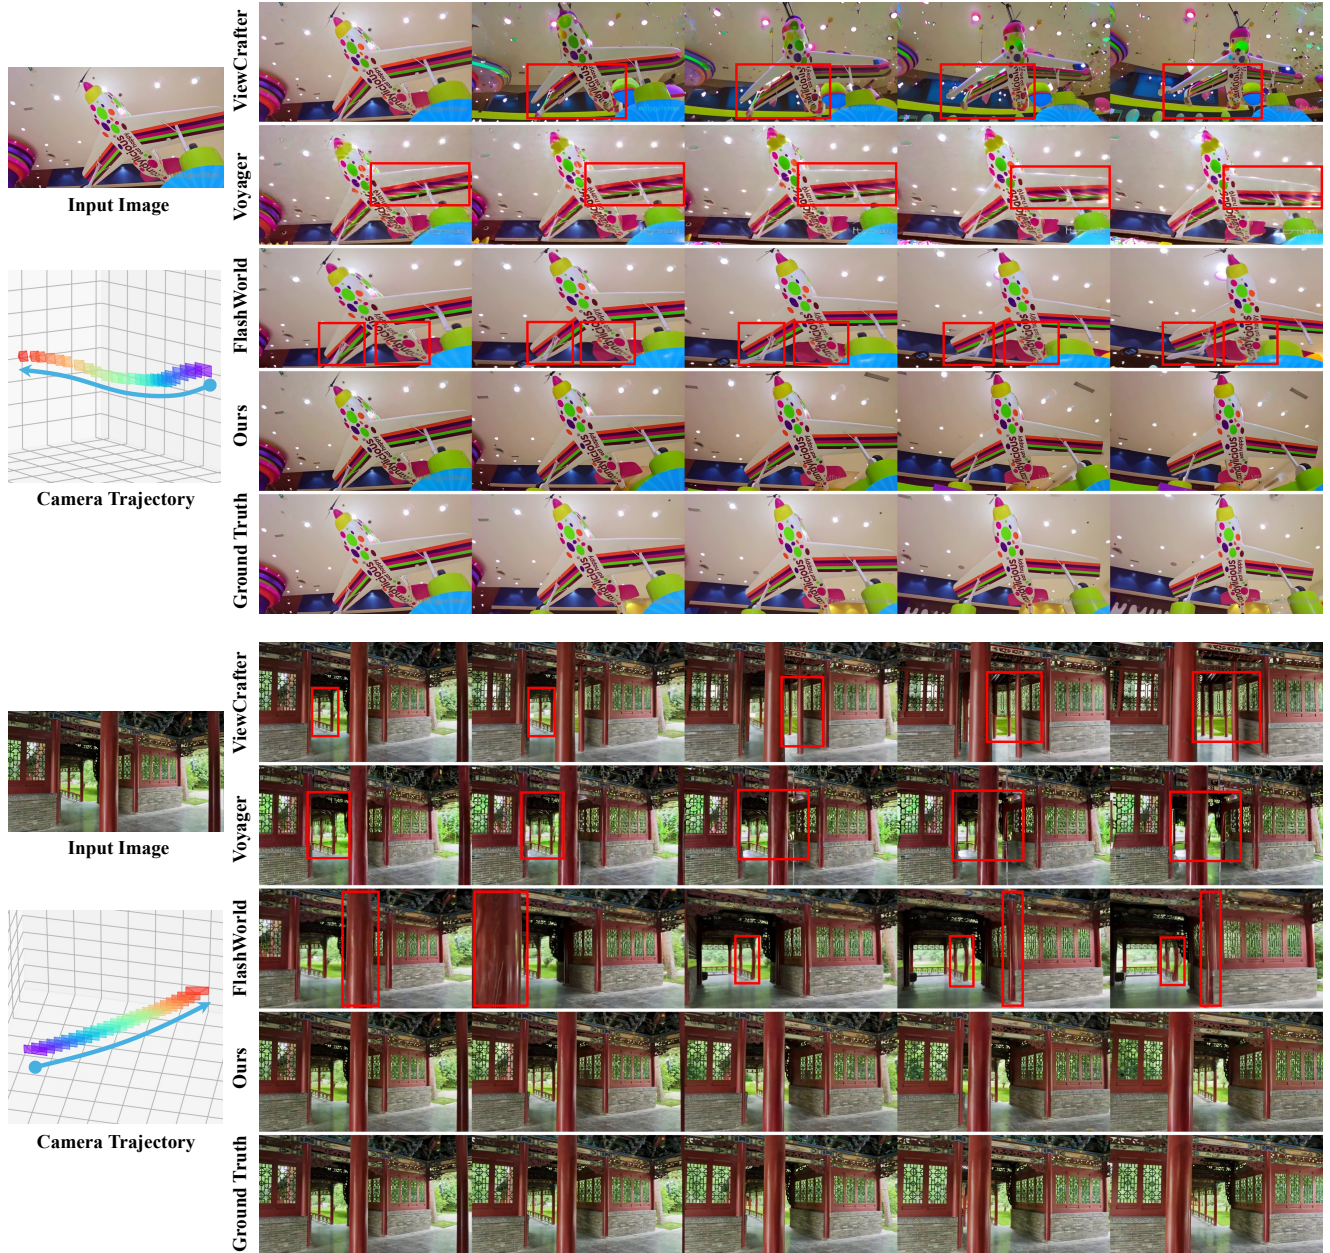 Input Image
Camera Trajectory
ViewCrafter
Voyager
FlashWorld
Ours
Ground Truth
Input Image
Camera Trajectory
ViewCrafter
Voyager
FlashWorld
Ours
Ground Truth